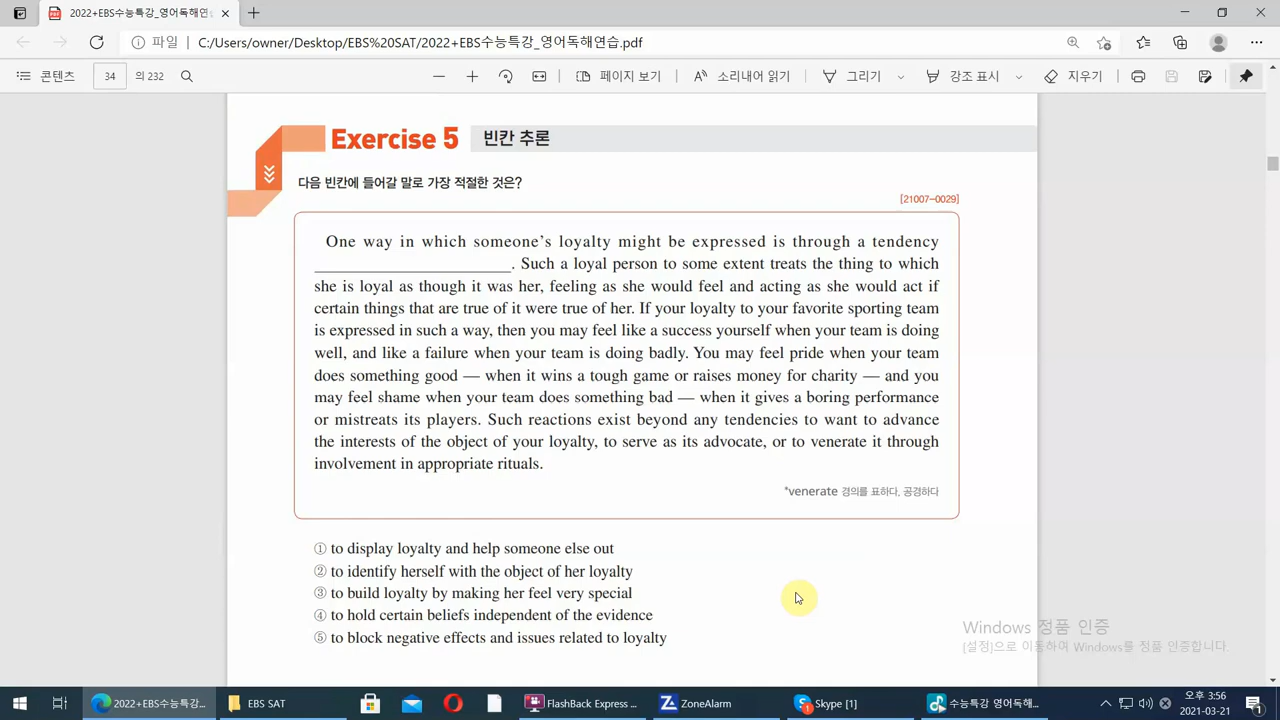 2022+EBS수능특강_영어독해연습
파일 C:/Users/owner/Desktop/EBS%20SAT/2022+EBS수능특강_영어독해연습.pdf
콘텐츠 34 의 232 페이지 보기 소리내어 읽기 그리기 강조 표시 지우기
Exercise 5 빈칸 추론
다음 빈칸에 들어갈 말로 가장 적절한 것은?
[21007-0029]
One way in which someone's loyalty might be expressed is through a tendency
____________________. Such a loyal person to some extent treats the thing to which
she is loyal as though it was her, feeling as she would feel and acting as she would act if
certain things that are true of it were true of her. If your loyalty to your favorite sporting team
is expressed in such a way, then you may feel like a success yourself when your team is doing
well, and like a failure when your team is doing badly. You may feel pride when your team
does something good — when it wins a tough game or raises money for charity — and you
may feel shame when your team does something bad — when it gives a boring performance
or mistreats its players. Such reactions exist beyond any tendencies to want to advance
the interests of the object of your loyalty, to serve as its advocate, or to venerate it through
involvement in appropriate rituals.
*venerate 경의를 표하다, 공경하다
① to display loyalty and help someone else out
② to identify herself with the object of her loyalty
③ to build loyalty by making her feel very special
④ to hold certain beliefs independent of the evidence
⑤ to block negative effects and issues related to loyalty
Windows 정품 인증
[설정]으로 이동하여 Windows를 정품 인증합니다.
2022+EBS수능특강_... EBS SAT FlashBack Express ... ZoneAlarm Skype [1] 수능특강 영어독해... 오후 3:56
2021-03-21